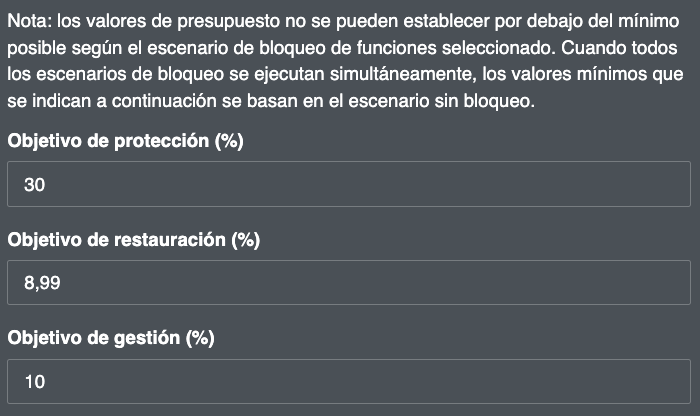 Nota: los valores de presupuesto no se pueden establecer por debajo del mínimo
posible según el escenario de bloqueo de funciones seleccionado. Cuando todos
los escenarios de bloqueo se ejecutan simultáneamente, los valores mínimos que
se indican a continuación se basan en el escenario sin bloqueo.
Objetivo de protección (%)
30
Objetivo de restauración (%)
8,99
Objetivo de gestión (%)
10